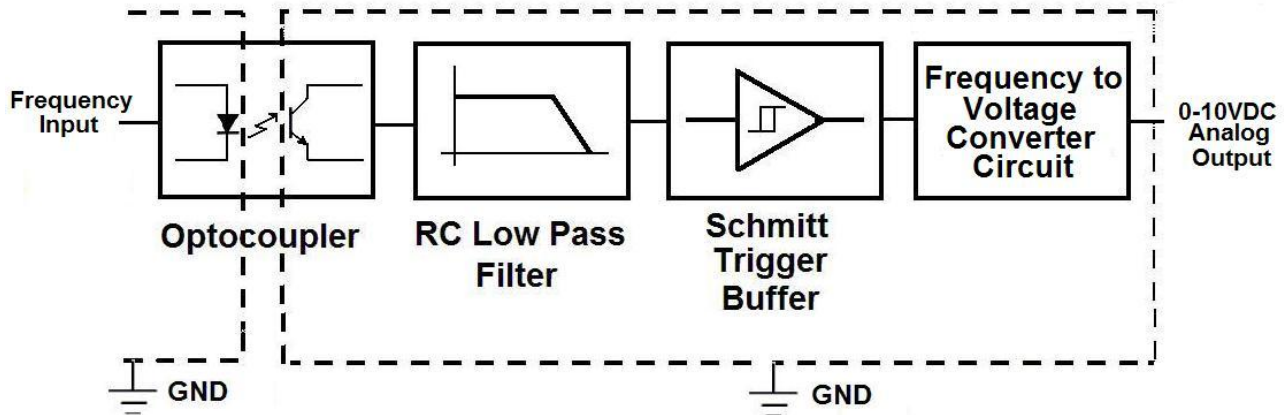 Frequency
Input
Optocoupler
RC Low Pass
Filter
Schmitt
Trigger
Buffer
Frequency to
Voltage
Converter
Circuit
0-10VDC
Analog
Output
GND
GND